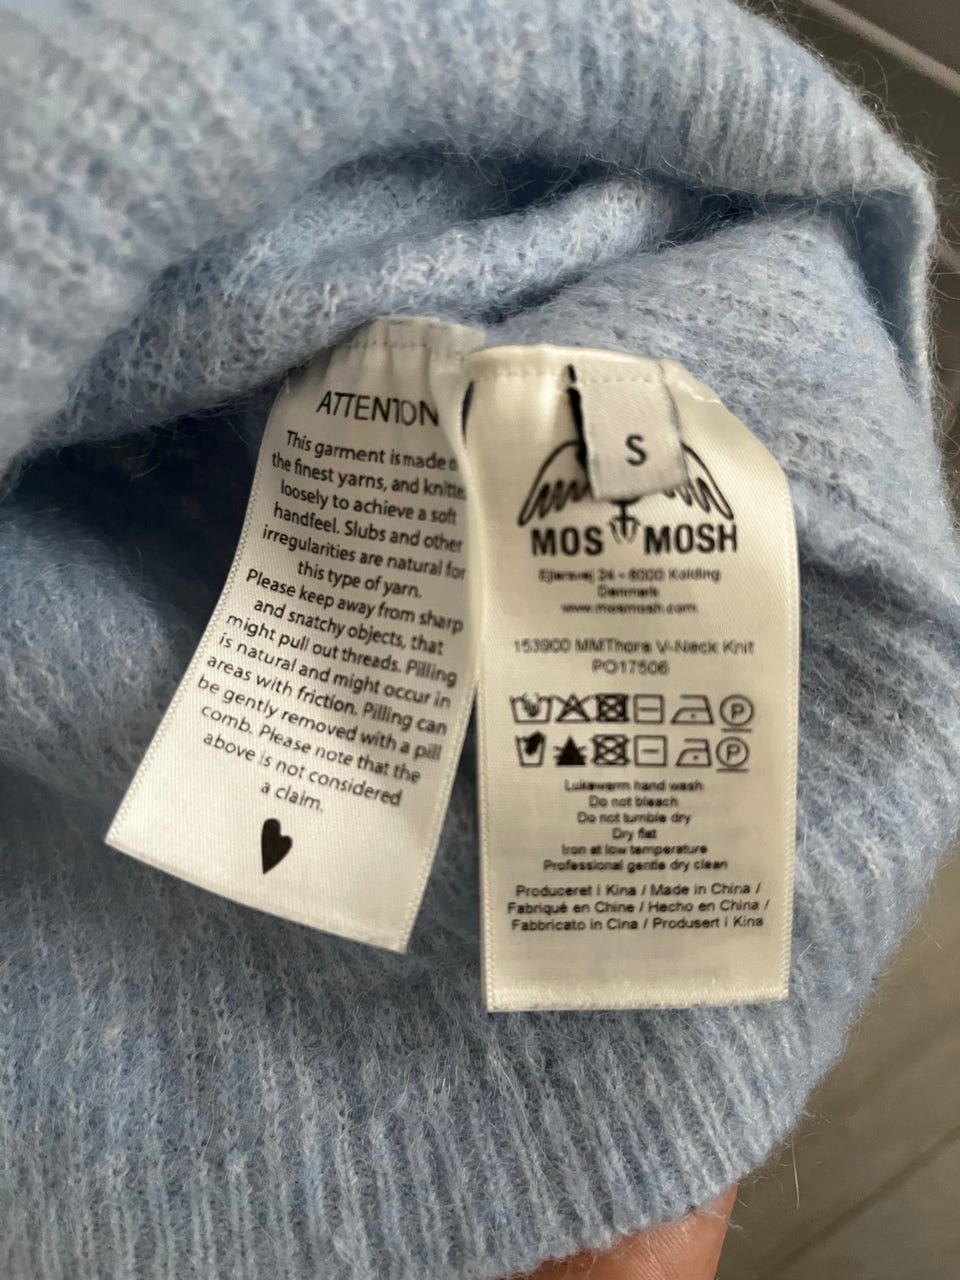 ATTENTION
This garment is made o
the finest yarns, and knitte
loosely to achieve a soft
handfeel. Slubs and other
irregularities are natural for
this type of yarn.
Please keep away from sharp
and snatchy objects, that
might pull out threads. Pilling
is natural and might occur in
areas with friction. Pilling can
be gently removed with a pill
comb. Please note that the
above is not considered
a claim.
S
MOS MOSH
24 - 6000 Kolding
Denmark
www.mosmosh.com
153900 MMThora V-Neck Knit
PO17506
P
P
Lukewarm hand wash
Do not bleach
Do not tumble dry
Dry flat
Iron at low temperature
Professional gentle dry clean
Produceret i Kina / Made in China /
Fabriqué en Chine / Hecho en China /
Fabbricato in Cina / Produsert i Kina